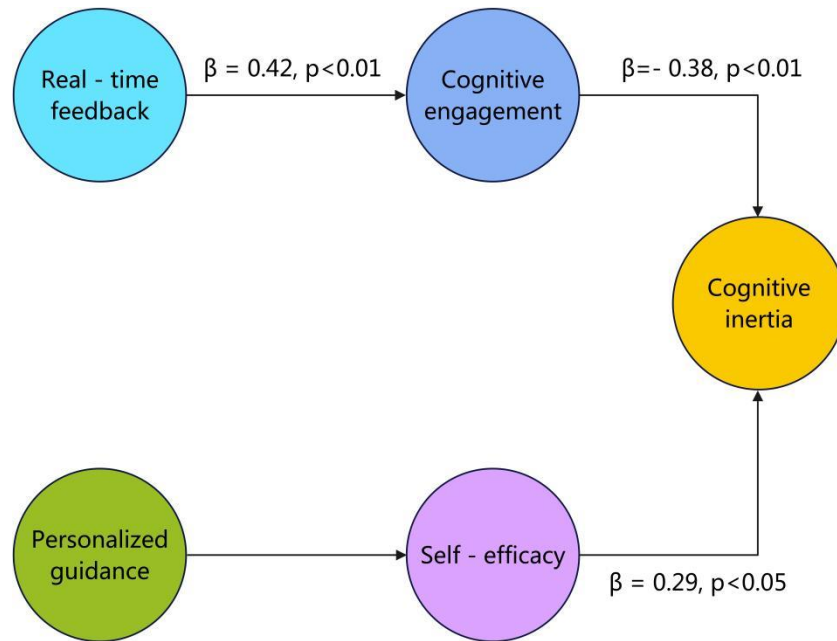 Real - time
feedback
β = 0.42, p<0.01
Cognitive
engagement
β=- 0.38, p<0.01
Cognitive
inertia
Personalized
guidance
Self - efficacy
β = 0.29, p<0.05